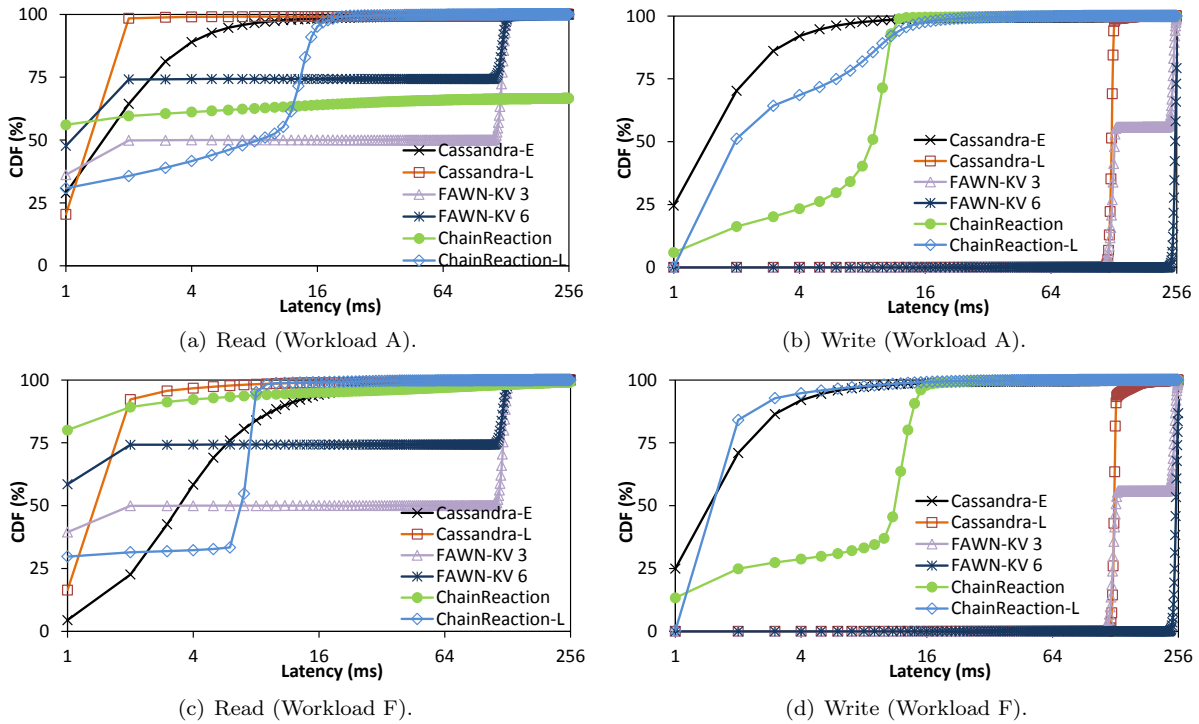 100
75
50
25
0
CDF (%)
1
4
16
64
256
Latency (ms)
Cassandra-E
Cassandra-L
FAWN-KV 3
FAWN-KV 6
ChainReaction
ChainReaction-L
(a) Read (Workload A).
100
75
50
25
0
CDF (%)
1
4
16
64
256
Latency (ms)
Cassandra-E
Cassandra-L
FAWN-KV 3
FAWN-KV 6
ChainReaction
ChainReaction-L
(b) Write (Workload A).
100
75
50
25
0
CDF (%)
1
4
16
64
256
Latency (ms)
Cassandra-E
Cassandra-L
FAWN-KV 3
FAWN-KV 6
ChainReaction
ChainReaction-L
(c) Read (Workload F).
100
75
50
25
0
CDF (%)
1
4
16
64
256
Latency (ms)
Cassandra-E
Cassandra-L
FAWN-KV 3
FAWN-KV 6
ChainReaction
ChainReaction-L
(d) Write (Workload F).